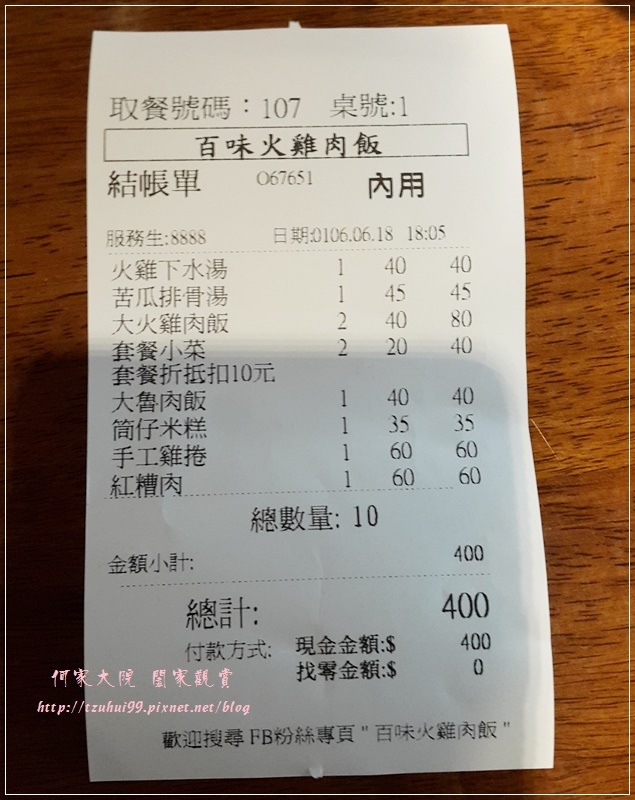 取餐號碼：107 桌號:1
百味火雞肉飯
結帳單 O67651 內用
服務生:8888 日期:0106.06.18 18:05
火雞下水湯 1 40 40
苦瓜排骨湯 1 45 45
大火雞肉飯 2 40 80
套餐小菜 2 20 40
套餐折抵扣10元
大魯肉飯 1 40 40
筒仔米糕 1 35 35
手工雞捲 1 60 60
紅糟肉 1 60 60
總數量: 10
金額小計: 400
總計: 400
付款方式: 現金金額:$ 400
找零金額:$ 0
何家大院 闔家觀賞
http://tzuhui99.pixnet.net/blog
歡迎搜尋 FB粉絲專頁 " 百味火雞肉飯 "